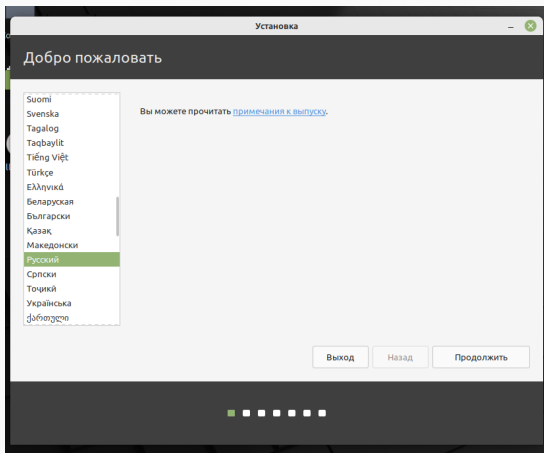 Установка
Добро пожаловать
Suomi
Svenska
Tagalog
Taqbaylit
Tiếng Việt
Türkçe
Ελληνικά
Беларуская
Български
Қазақ
Македонски
Русский
Српски
Тоҷикӣ
Українська
ქართული
Вы можете прочитать примечания к выпуску.
Выход
Назад
Продолжить